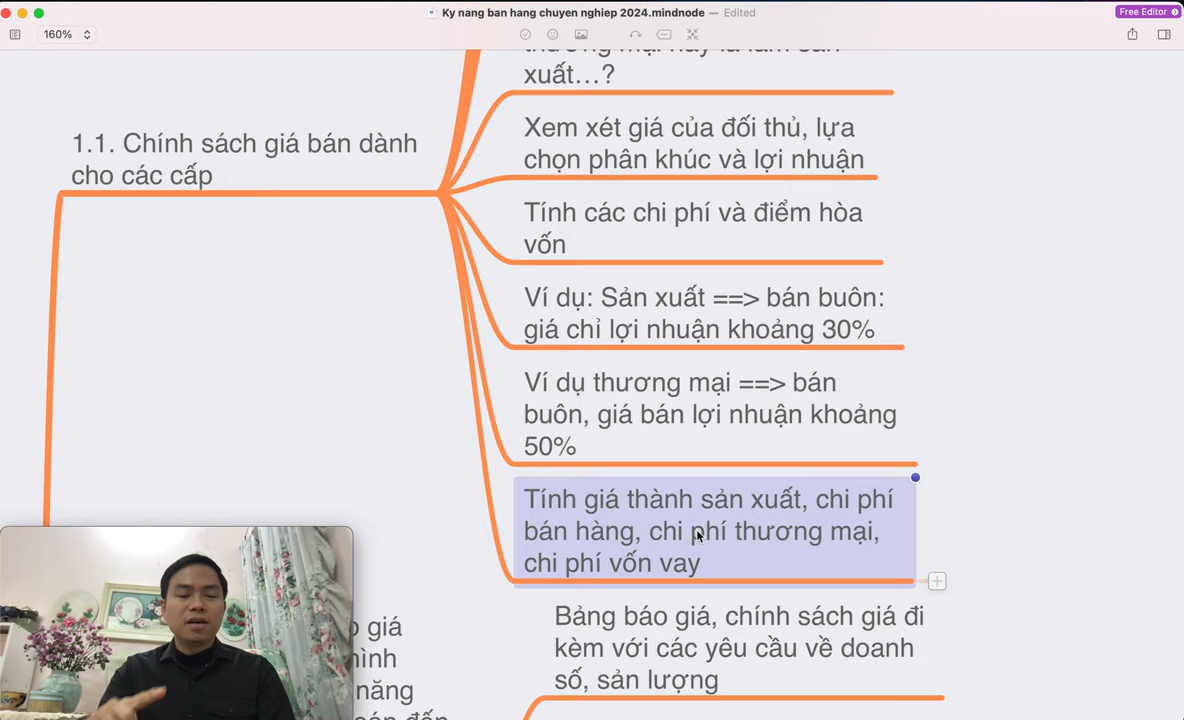 Ky nang ban hang chuyen nghiep 2024.mindnode — Edited
Free Editor
160%
xuất…?
1.1. Chính sách giá bán dành
cho các cấp
Xem xét giá của đối thủ, lựa
chọn phân khúc và lợi nhuận
Tính các chi phí và điểm hòa
vốn
Ví dụ: Sản xuất ==> bán buôn:
giá chỉ lợi nhuận khoảng 30%
Ví dụ thương mại ==> bán
buôn, giá bán lợi nhuận khoảng
50%
Tính giá thành sản xuất, chi phí
bán hàng, chi phí thương mại,
chi phí vốn vay
Bảng báo giá, chính sách giá đi
kèm với các yêu cầu về doanh
số, sản lượng
giá
năng